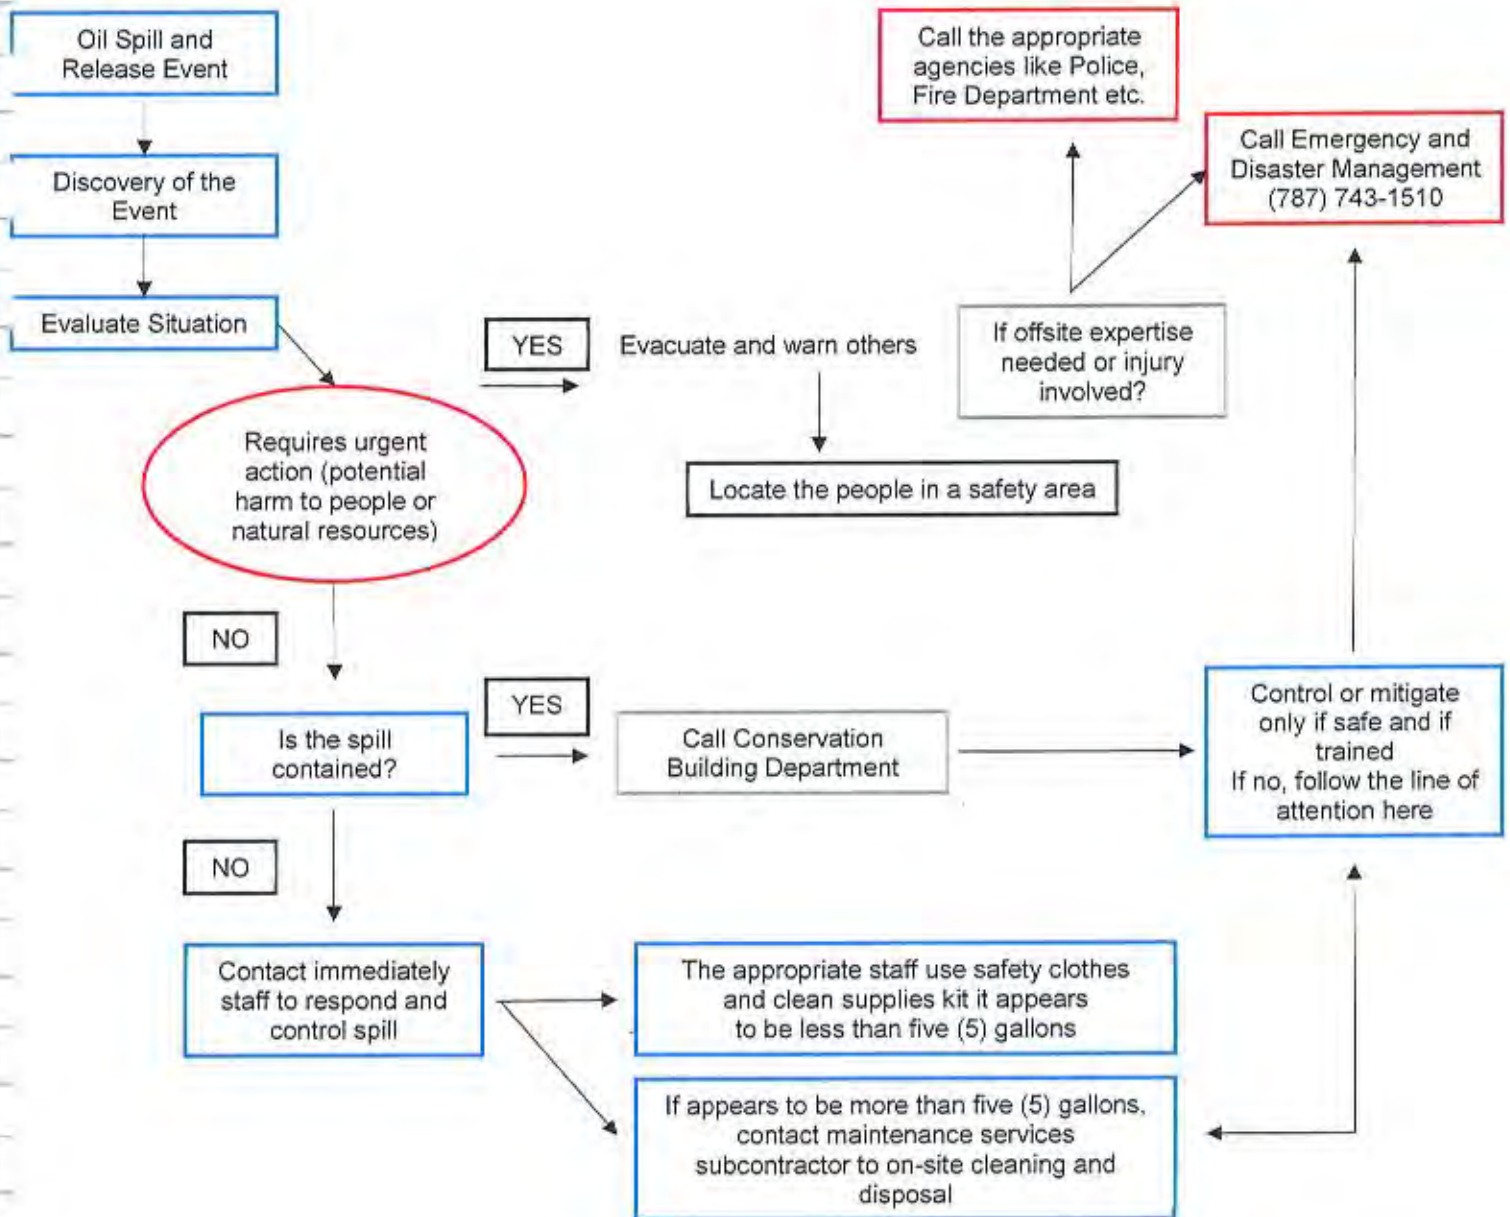 Oil Spill and
Release Event
Discovery of the
Event
Evaluate Situation
Requires urgent
action (potential
harm to people or
natural resources)
YES
Evacuate and warn others
Locate the people in a safety area
If offsite expertise
needed or injury
involved?
Call the appropriate
agencies like Police,
Fire Department etc.
Call Emergency and
Disaster Management
(787) 743-1510
NO
Is the spill
contained?
YES
Call Conservation
Building Department
Control or mitigate
only if safe and if
trained
If no, follow the line of
attention here
NO
Contact immediately
staff to respond and
control spill
The appropriate staff use safety clothes
and clean supplies kit it appears
to be less than five (5) gallons
If appears to be more than five (5) gallons,
contact maintenance services
subcontractor to on-site cleaning and
disposal